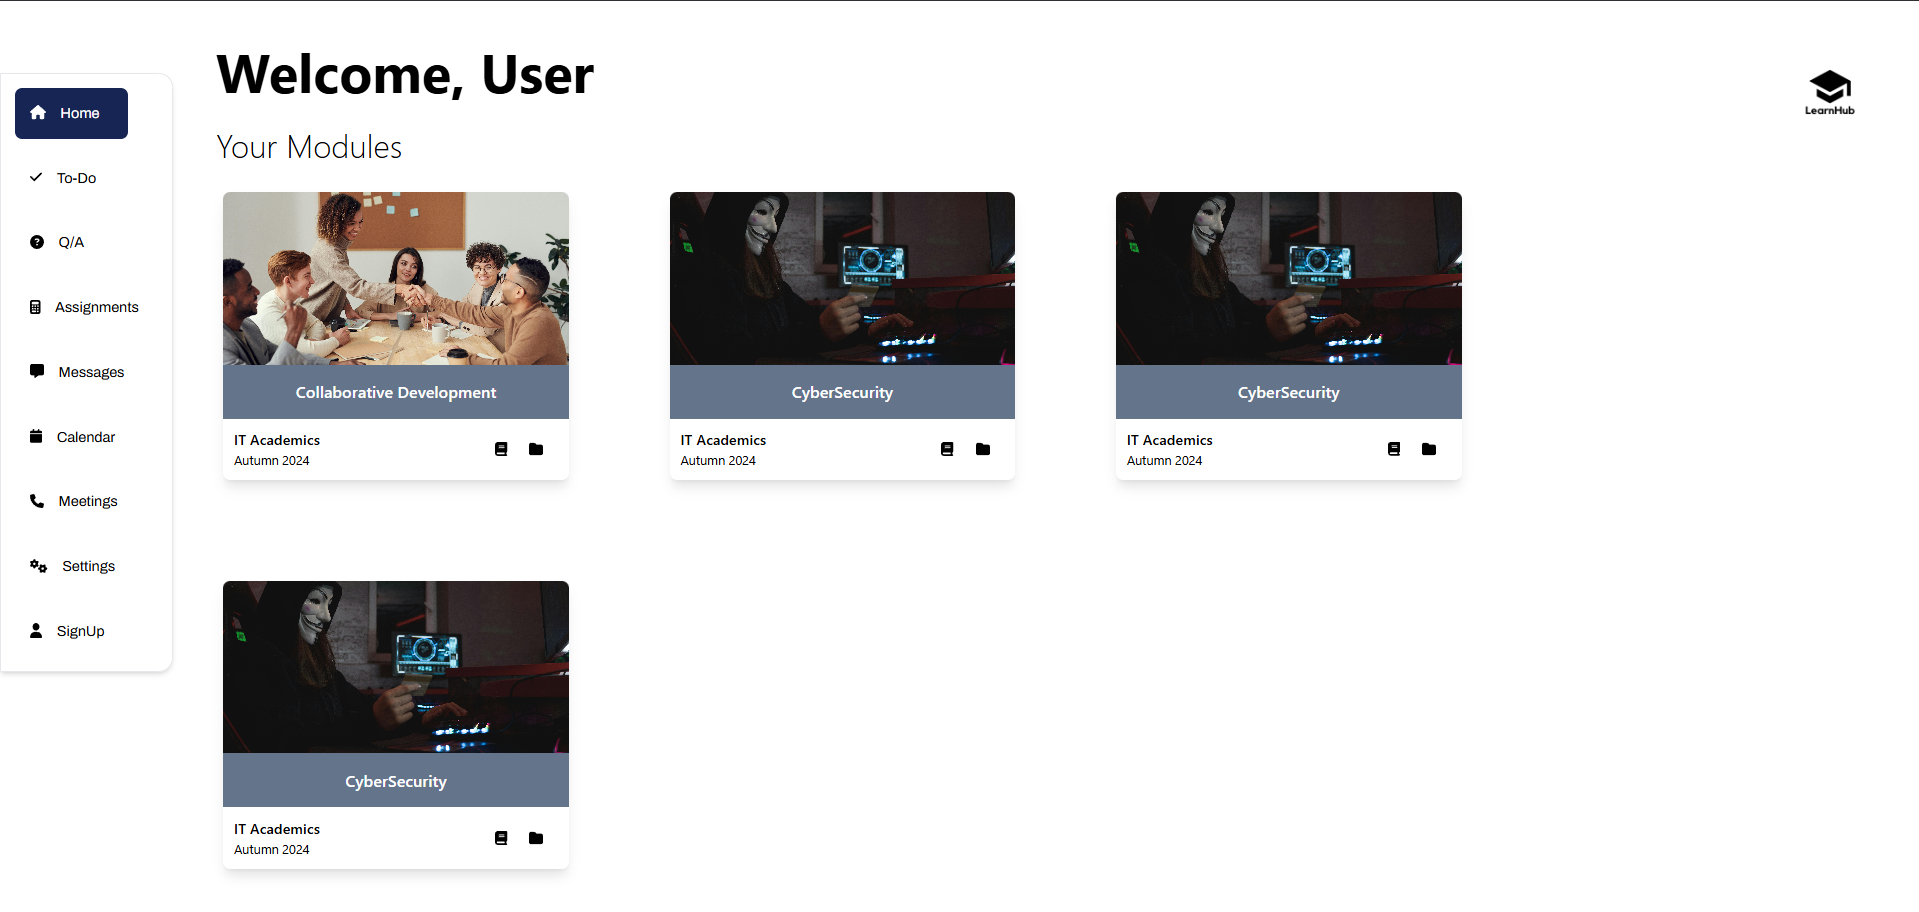 Welcome, User
LearnHub
Your Modules
Home
To-Do
Q/A
Assignments
Messages
Calendar
Meetings
Settings
SignUp
Collaborative Development
IT Academics
Autumn 2024
CyberSecurity
IT Academics
Autumn 2024
CyberSecurity
IT Academics
Autumn 2024
CyberSecurity
IT Academics
Autumn 2024